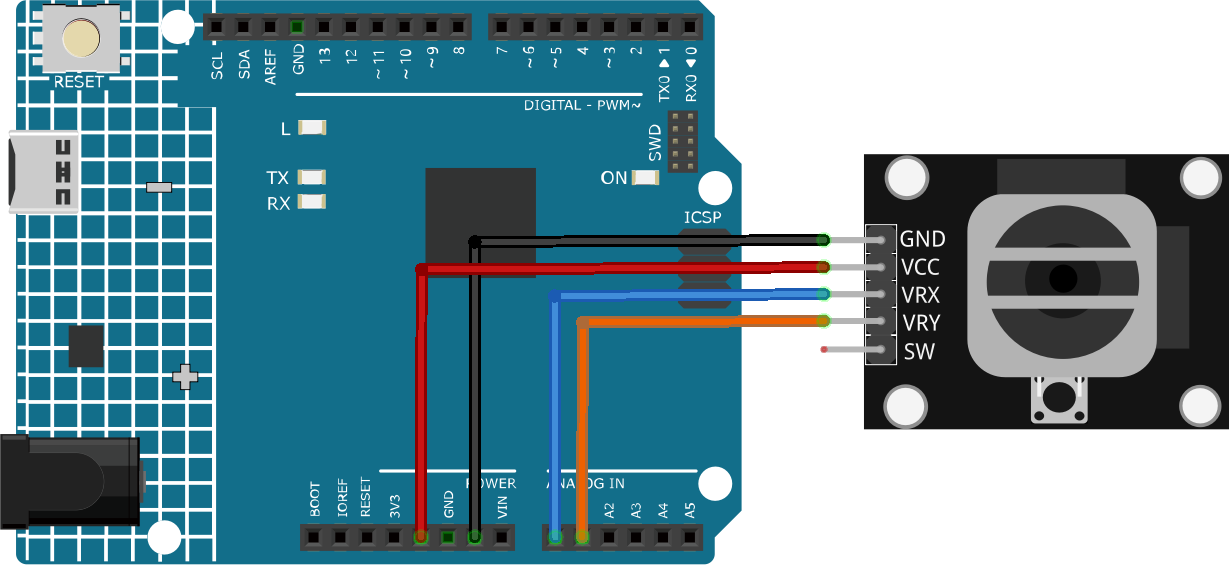 RESET
SCL
SDA
AREF
GND
13
12
~11
~10
~9
8
7
~6
~5
4
~3
2
TX0 ▶ 1
RX0 ◀ 0
DIGITAL - PWM~
L
TX
RX
ON
SWD
ICSP
GND
VCC
VRX
VRY
SW
POWER
ANALOG IN
BOOT
IOREF
RESET
3V3
GND
VIN
A2
A3
A4
A5